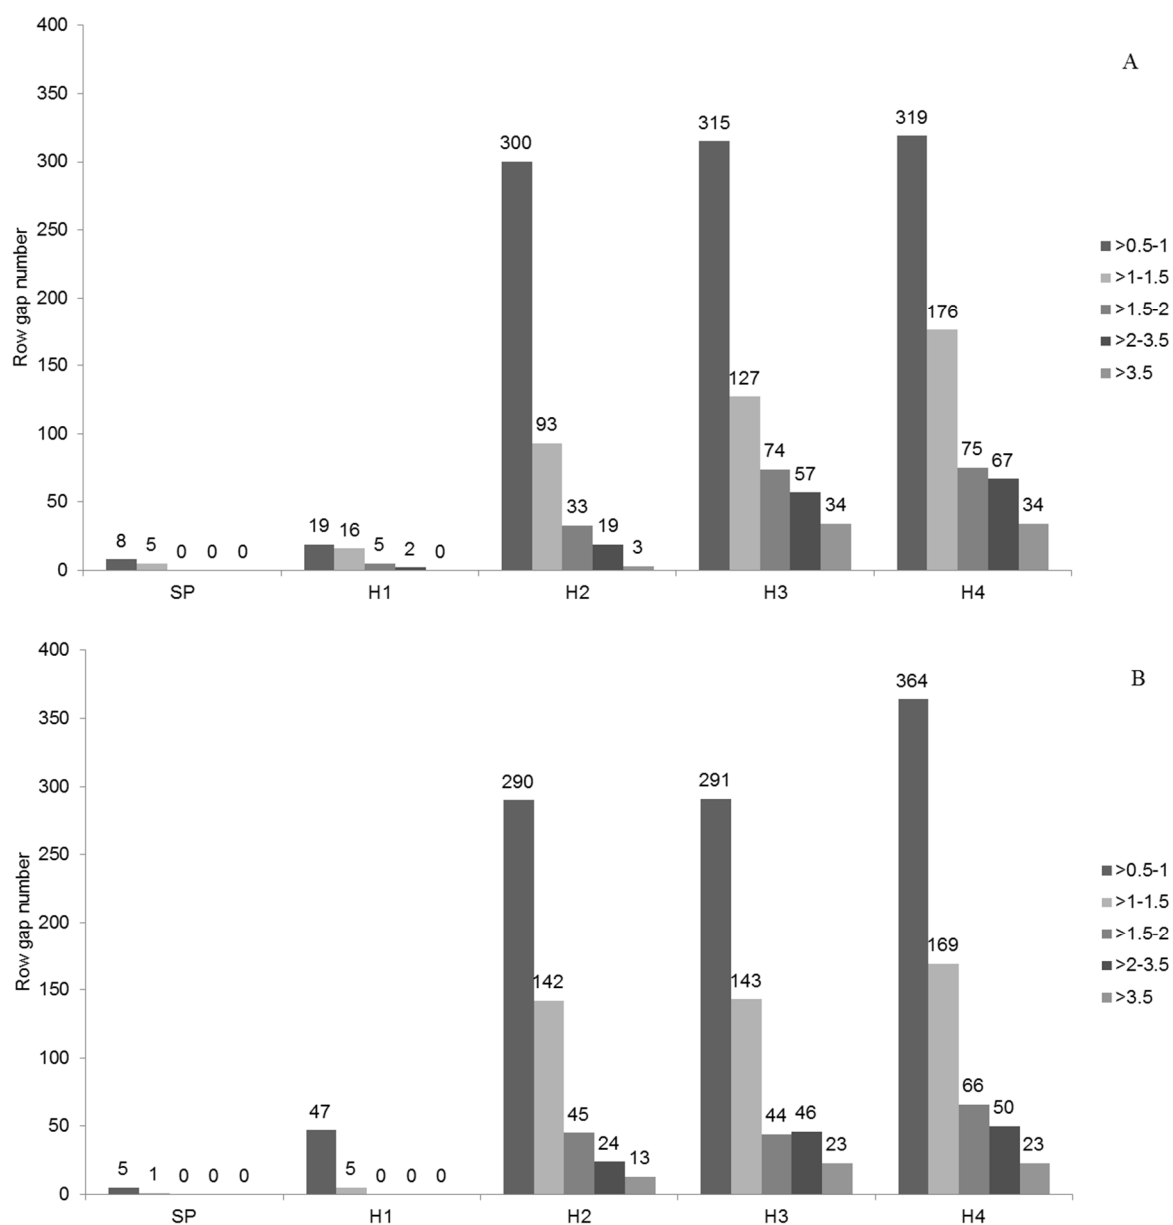 A
Row gap number
400
350
300
250
200
150
100
50
0
8 5 0 0 0
19 16 5 2 0
300 93 33 19 3
315 127 74 57 34
319 176 75 67 34
SP H1 H2 H3 H4
>0.5-1
>1-1.5
>1.5-2
>2-3.5
>3.5
B
Row gap number
400
350
300
250
200
150
100
50
0
5 1 0 0 0
47 5 0 0 0
290 142 45 24 13
291 143 44 46 23
364 169 66 50 23
SP H1 H2 H3 H4
>0.5-1
>1-1.5
>1.5-2
>2-3.5
>3.5